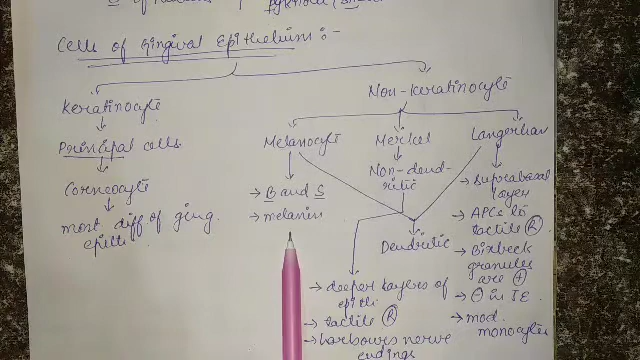 Cells of Gingival Epithelium :-
Keratinocyte
Principal cells
Corneocyte
most diff of ging.
epith
Non-keratinocyte
Melanocyte
→ B and S
→ melanin
Merkel
Non-dend-
ritic
Dendritic
→ deeper layers of
epith.
→ tactile Ⓡ
→ harbours nerve
endings
Langerhan
→ suprabasal
layer
→ APCs to
tactile Ⓡ
→ Birbeck
granules
are ⊕
→ ⊖ in JE.
→ mod.
monocytes